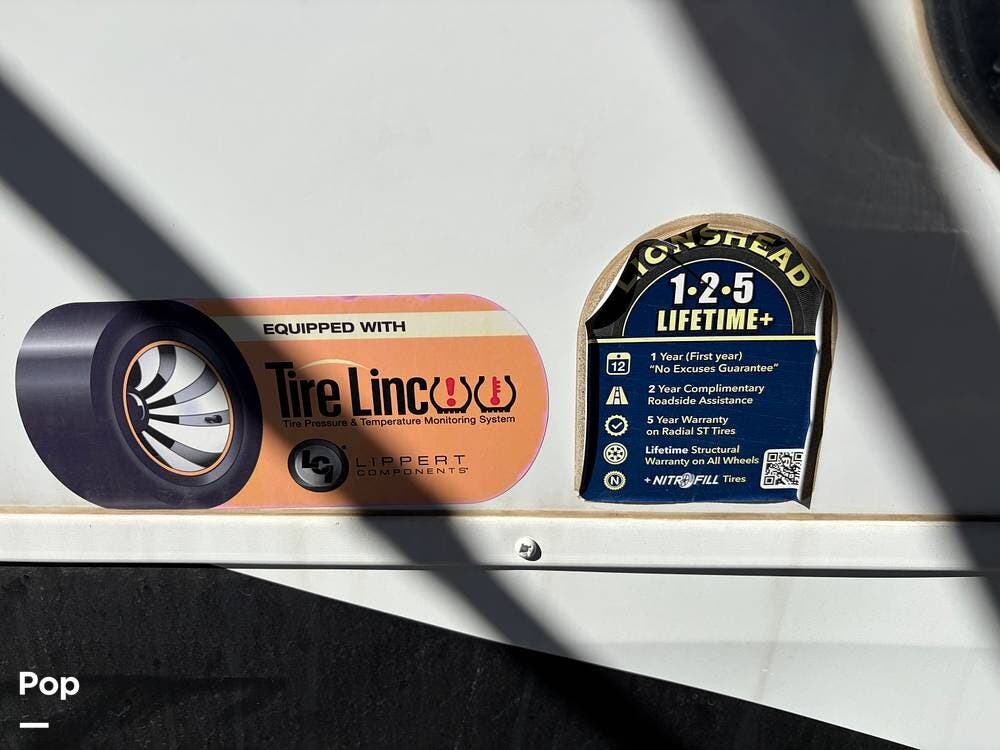 EQUIPPED WITH
Tire Linc
Tire Pressure & Temperature Monitoring System
LCI
LIPPERT
COMPONENTS®
LIONSHEAD
1•2•5
LIFETIME+
12
1 Year (First year)
"No Excuses Guarantee"
2 Year Complimentary
Roadside Assistance
5 Year Warranty
on Radial ST Tires
Lifetime Structural
Warranty on All Wheels
N
+ NITROFILL Tires
Pop